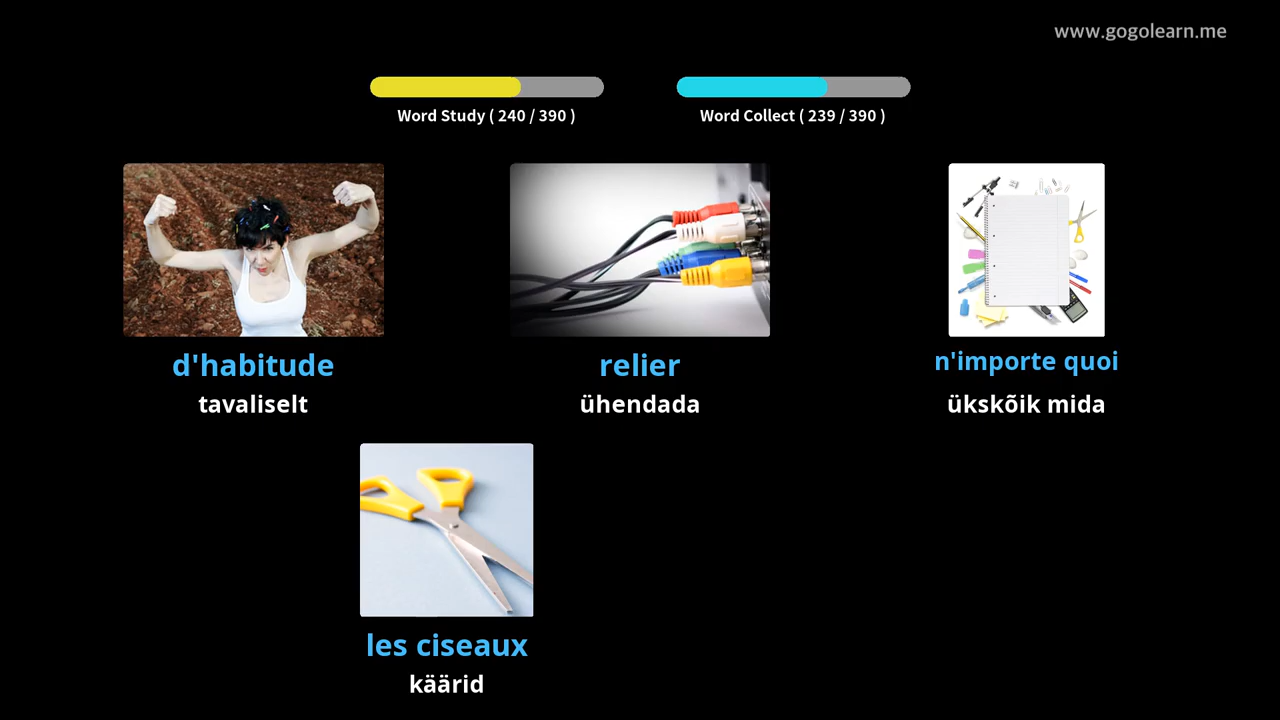 www.gogolearn.me
Word Study ( 240 / 390 )
Word Collect ( 239 / 390 )
d'habitude
tavaliselt
relier
ühendada
n'importe quoi
ükskõik mida
les ciseaux
käärid